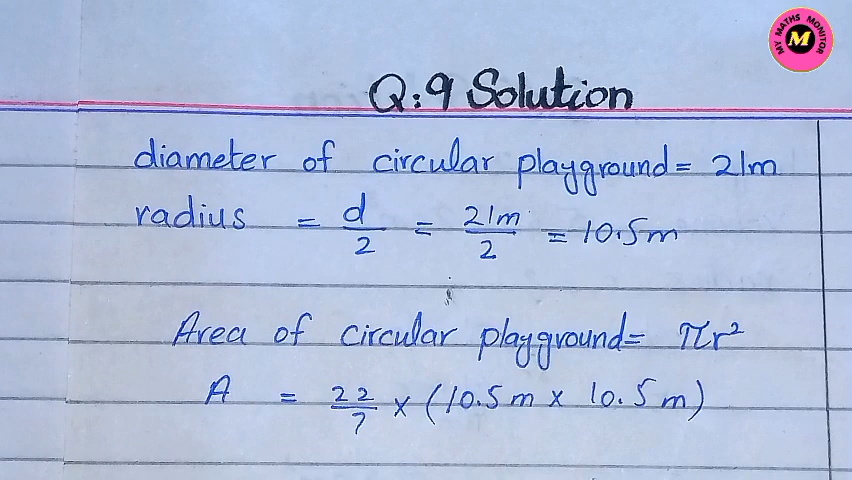 MY MATHS MONITOR
M
Q:9 Solution
diameter of circular playground = 21m
radius = d/2 = 21m/2 = 10.5m
Area of circular playground = πr²
A = 22/7 × (10.5m × 10.5m)